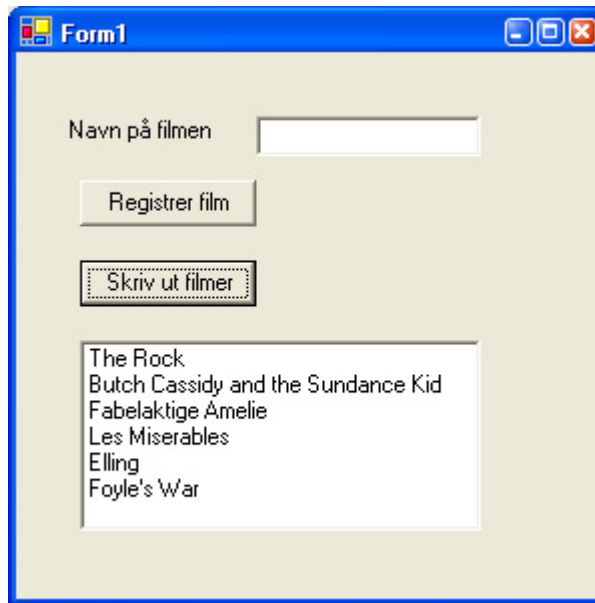 Form1
Navn på filmen
Registrer film
Skriv ut filmer
The Rock
Butch Cassidy and the Sundance Kid
Fabelaktige Amelie
Les Miserables
Elling
Foyle's War